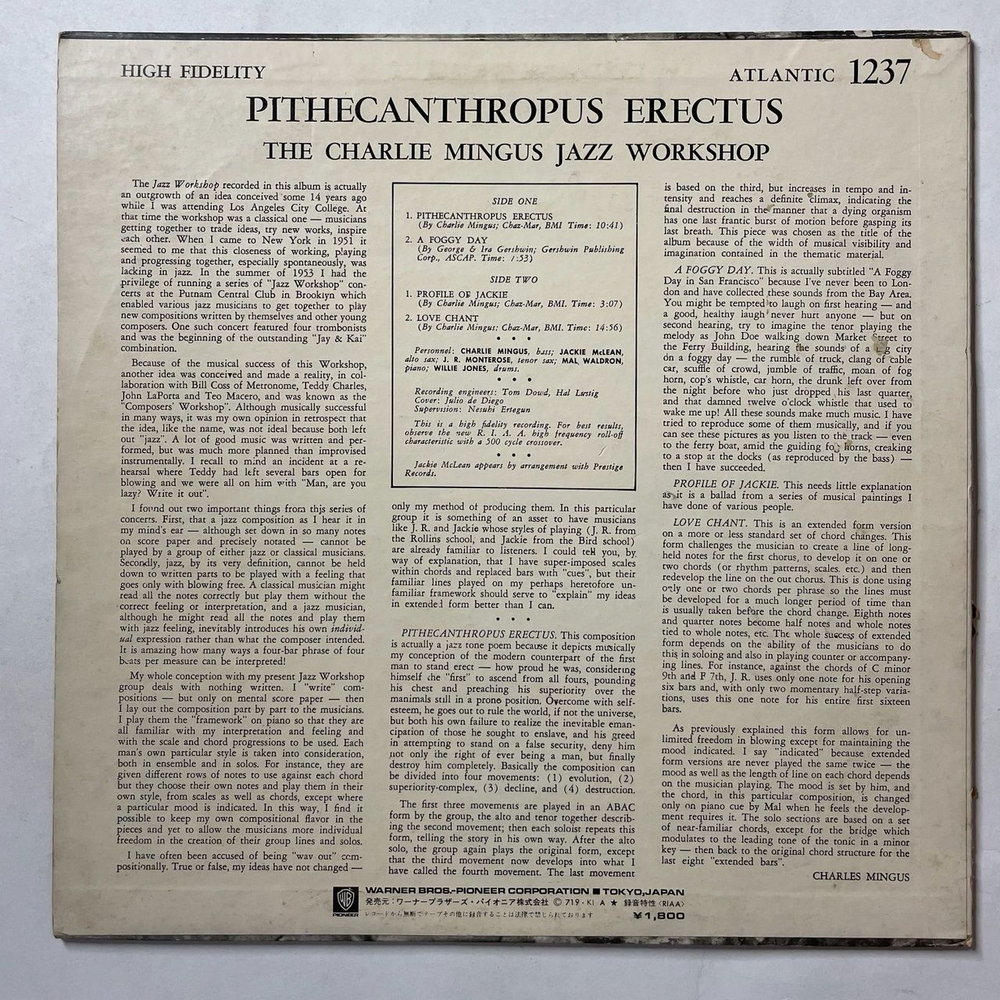 HIGH FIDELITY
ATLANTIC 1237
PITHECANTHROPUS ERECTUS
THE CHARLIE MINGUS JAZZ WORKSHOP
The Jazz Workshop recorded in this album is actually
an outgrowth of an idea conceived some 14 years ago
while I was attending Los Angeles City College. At
that time the workshop was a classical one — musicians
getting together to trade ideas, try new works, inspire
each other. When I came to New York in 1951 it
seemed to me that this closeness of working, playing
and progressing together, especially spontaneously, was
lacking in jazz. In the summer of 1953 I had the
privilege of running a series of "Jazz Workshop" con-
certs at the Putnam Central Club in Brooklyn which
enabled various jazz musicians to get together to play
new compositions written by themselves and other young
composers. One such concert featured four trombonists
and was the beginning of the outstanding "Jay & Kai"
combination.
Because of the musical success of this Workshop,
another idea was conceived and made a reality, in col-
laboration with Bill Coss of Metronome, Teddy Charles,
John LaPorta and Teo Macero, and was known as the
"Composers' Workshop". Although musically successful
in many ways, it was my own opinion in retrospect that
the idea, like the name, was not ideal because both left
out "jazz". A lot of good music was written and per-
formed, but was much more planned than improvised
instrumentally. I recall to mind an incident at a re-
hearsal where Teddy had left several bars open for
blowing and we were all on him with "Man, are you
lazy? Write it out".
I found out two important things from this series of
concerts. First, that a jazz composition as I hear it in
my mind's ear — although set down in so many notes
on score paper and precisely notated — cannot be
played by a group of either jazz or classical musicians.
Secondly, jazz, by its very definition, cannot be held
down to written parts to be played with a feeling that
goes only with blowing free. A classical musician might
read all the notes correctly but play them without the
correct feeling or interpretation, and a jazz musician,
although he might read all the notes and play them
with jazz feeling, inevitably introduces his own individ-
ual expression rather than what the composer intended.
It is amazing how many ways a four-bar phrase of four
beats per measure can be interpreted!
My whole conception with my present Jazz Workshop
group deals with nothing written. I "write" com-
positions — but only on mental score paper — then
I lay out the composition part by part to the musicians.
I play them the "framework" on piano so that they are
all familiar with my interpretation and feeling and
with the scale and chord progressions to be used. Each
man's own particular style is taken into consideration,
both in ensemble and in solos. For instance, they are
given different rows of notes to use against each chord
but they choose their own notes and play them in their
own style, from scales as well as chords, except where
a particular mood is indicated. In this way, I find it
possible to keep my own compositional flavor in the
pieces and yet to allow the musicians more individual
freedom in the creation of their group lines and solos.
I have often been accused of being "way out" com-
positionally. True or false, my ideas have not changed —
SIDE ONE
1. PITHECANTHROPUS ERECTUS
(By Charlie Mingus; Chaz-Mar, BMI Time: 10:41)
2. A FOGGY DAY
(By George & Ira Gershwin; Gershwin Publishing
Corp., ASCAP. Time: 7:53)
SIDE TWO
1. PROFILE OF JACKIE
(By Charlie Mingus; Chaz-Mar, BMI. Time: 3:07)
2. LOVE CHANT
(By Charlie Mingus; Chaz-Mar, BMI. Time: 14:56)
• • •
Personnel: CHARLIE MINGUS, bass; JACKIE McLEAN,
alto sax; J. R. MONTEROSE, tenor sax; MAL WALDRON,
piano; WILLIE JONES, drums.
• • •
Recording engineers: Tom Dowd, Hal Lustig
Cover: Julio de Diego
Supervision: Nesuhi Ertegun
This is a high fidelity recording. For best results,
observe the new R. I. A. A. high frequency roll-off
characteristic with a 500 cycle crossover.
• • •
Jackie McLean appears by arrangement with Prestige
Records.
only my method of producing them. In this particular
group it is something of an asset to have musicians
like J. R. and Jackie whose styles of playing (J. R. from
the Rollins school, and Jackie from the Bird school)
are already familiar to listeners. I could tell you, by
way of explanation, that I have super-imposed scales
within chords and replaced bars with "cues", but their
familiar lines played on my perhaps heretofore un-
familiar framework should serve to "explain" my ideas
in extended form better than I can.
• • •
PITHECANTHROPUS ERECTUS. This composition
is actually a jazz tone poem because it depicts musically
my conception of the modern counterpart of the first
man to stand erect — how proud he was, considering
himself the "first" to ascend from all fours, pounding
his chest and preaching his superiority over the
manimals still in a prone position. Overcome with self-
esteem, he goes out to rule the world, if not the universe,
but both his own failure to realize the inevitable eman-
cipation of those he sought to enslave, and his greed
in attempting to stand on a false security, deny him
not only the right of ever being a man, but finally
destroy him completely. Basically the composition can
be divided into four movements: (1) evolution, (2)
superiority-complex, (3) decline, and (4) destruction.
The first three movements are played in an ABAC
form by the group, the alto and tenor together describ-
ing the second movement; then each soloist repeats this
form, telling the story in his own way. After the alto
solo, the group again plays the original form, except
that the third movement now develops into what I
have called the fourth movement. The last movement
is based on the third, but increases in tempo and in-
tensity and reaches a definite climax, indicating the
final destruction in the manner that a dying organism
has one last frantic burst of motion before gasping its
last breath. This piece was chosen as the title of the
album because of the width of musical visibility and
imagination contained in the thematic material.
A FOGGY DAY. This is actually subtitled "A Foggy
Day in San Francisco" because I've never been to Lon-
don and have collected these sounds from the Bay Area.
You might be tempted to laugh on first hearing — and
a good, healthy laugh never hurt anyone — but on
second hearing, try to imagine the tenor playing the
melody as John Doe walking down Market Street to
the Ferry Building, hearing the sounds of a big city
on a foggy day — the rumble of truck, clang of cable
car, scuffle of crowd, jumble of traffic, moan of fog
horn, cop's whistle, car horn, the drunk left over from
the night before who just dropped his last quarter,
and that damned twelve o'clock whistle that used to
wake me up! All these sounds make much music. I have
tried to reproduce some of them musically, and if you
can see these pictures as you listen to the track — even
to the ferry boat, amid the guiding fog horns, creaking
to a stop at the docks (as reproduced by the bass) —
then I have succeeded.
PROFILE OF JACKIE. This needs little explanation
as it is a ballad from a series of musical paintings I
have done of various people.
LOVE CHANT. This is an extended form version
on a more or less standard set of chord changes. This
form challenges the musician to create a line of long-
held notes for the first chorus, to develop it on one or
two chords (or rhythm patterns, scales. etc.) and then
redevelop the line on the out chorus. This is done using
only one or two chords per phrase so the lines must
be developed for a much longer period of time than
is usually taken before the chord change. Eighth notes
and quarter notes become half notes and whole notes
tied to whole notes, etc. The whole success of extended
form depends on the ability of the musicians to do
this in soloing and also in playing counter or accompany-
ing lines. For instance, against the chords of C minor
9th and F 7th, J. R. uses only one note for his opening
six bars and, with only two momentary half-step varia-
tions, uses this one note for his entire first sixteen
bars.
As previously explained this form allows for un-
limited freedom in blowing except for maintaining the
mood indicated. I say "indicated" because extended
form versions are never played the same twice — the
mood as well as the length of line on each chord depends
on the musician playing. The mood is set by him, and
the chord, in this particular composition, is changed
only on piano cue by Mal when he feels the develop-
ment requires it. The solo sections are based on a set
of near-familiar chords, except for the bridge which
modulates to the leading tone of the tonic in a minor
key — then back to the original chord structure for the
last eight "extended bars".
CHARLES MINGUS
WB PIONEER
WARNER BROS.-PIONEER CORPORATION ■ TOKYO,JAPAN
発売元：ワーナーブラザーズ・パイオニア株式会社 Ⓒ 719・KI A ★ 録音特性〈RIAA〉
レコードから無断でテープその他に録音することは法律で禁じられております
¥1,800